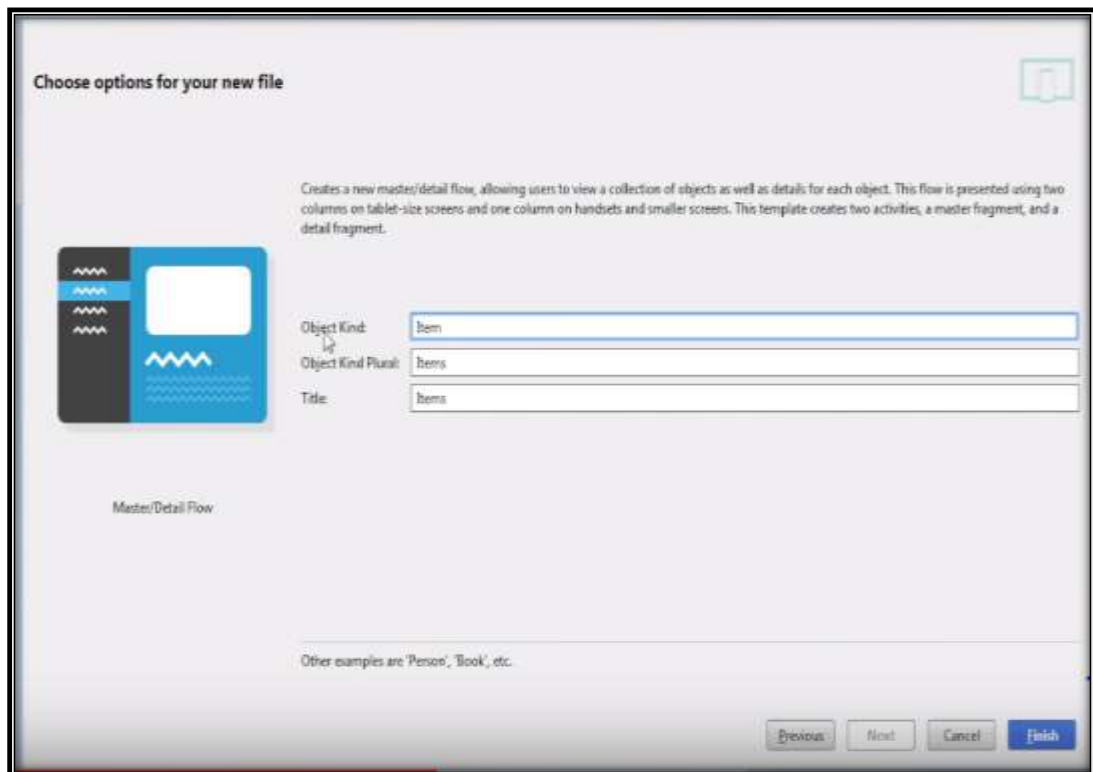 Choose options for your new file
Creates a new master/detail flow, allowing users to view a collection of objects as well as details for each object. This flow is presented using two
columns on tablet-size screens and one column on handsets and smaller screens. This template creates two activities, a master fragment, and a
detail fragment.
Object Kind: Item
Object Kind Plural: Items
Title: Items
Master/Detail Flow
Other examples are 'Person', 'Book', etc.
Previous Next Cancel Finish